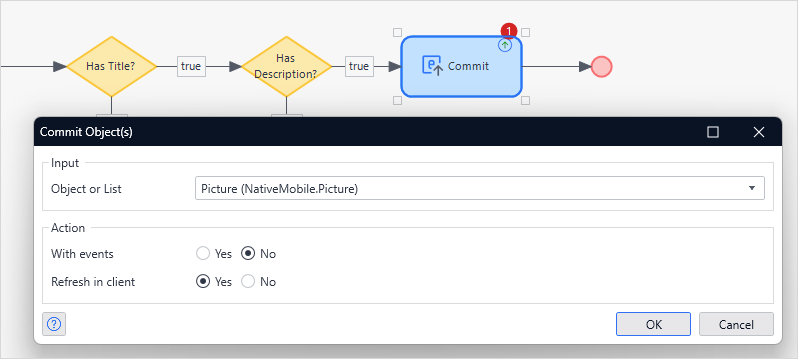 Has Title?
true
Has
Description?
true
1
Commit
Commit Object(s)
Input
Object or List
Picture (NativeMobile.Picture)
Action
With events
Yes
No
Refresh in client
Yes
No
?
OK
Cancel